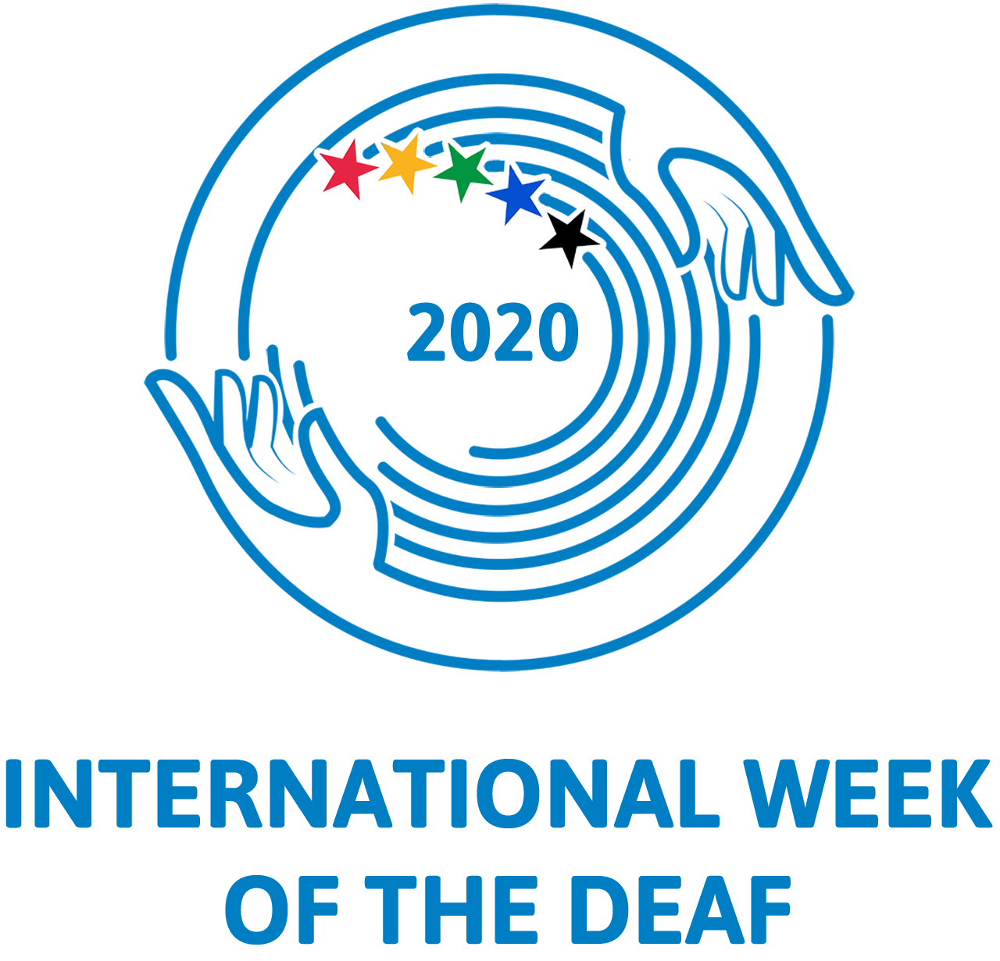 2020
INTERNATIONAL WEEK
OF THE DEAF